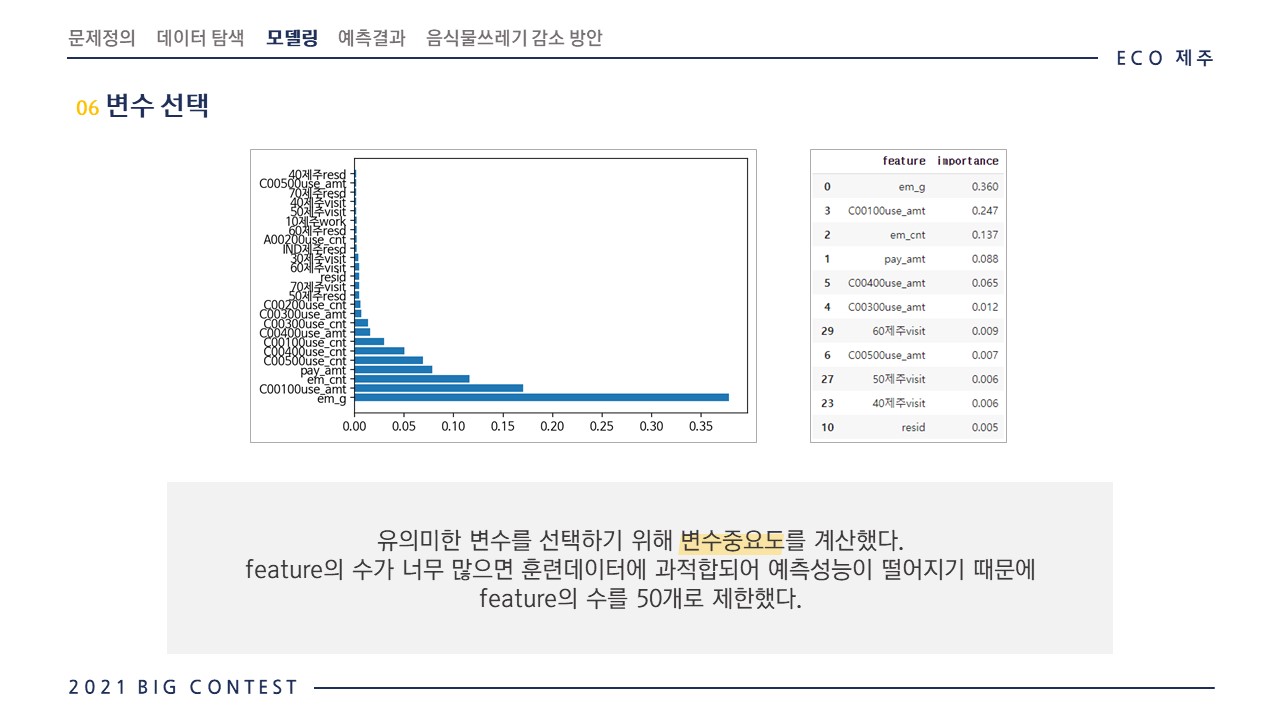 문제정의 데이터 탐색 모델링 예측결과 음식물쓰레기 감소 방안
ECO 제주
06 변수 선택
40제주resd
C00500use_amt
70제주resd
40제주visit
50제주visit
10제주work
60제주resd
A00200use_cnt
IND제주resd
30제주visit
60제주visit
resid
70제주visit
50제주resd
C00200use_cnt
C00300use_amt
C00300use_cnt
C00400use_amt
C00100use_cnt
C00400use_cnt
C00500use_cnt
pay_amt
em_cnt
C00100use_amt
em_g
0.00 0.05 0.10 0.15 0.20 0.25 0.30 0.35
feature importance
0 em_g 0.360
3 C00100use_amt 0.247
2 em_cnt 0.137
1 pay_amt 0.088
5 C00400use_amt 0.065
4 C00300use_amt 0.012
29 60제주visit 0.009
6 C00500use_amt 0.007
27 50제주visit 0.006
23 40제주visit 0.006
10 resid 0.005
유의미한 변수를 선택하기 위해 변수중요도를 계산했다.
feature의 수가 너무 많으면 훈련데이터에 과적합되어 예측성능이 떨어지기 때문에
feature의 수를 50개로 제한했다.
2021 BIG CONTEST